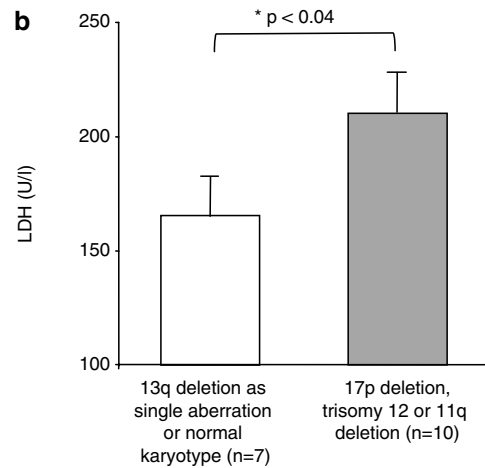 b
* p < 0.04
250
200
150
100
LDH (U/l)
13q deletion as
single aberration
or normal
karyotype (n=7)
17p deletion,
trisomy 12 or 11q
deletion (n=10)